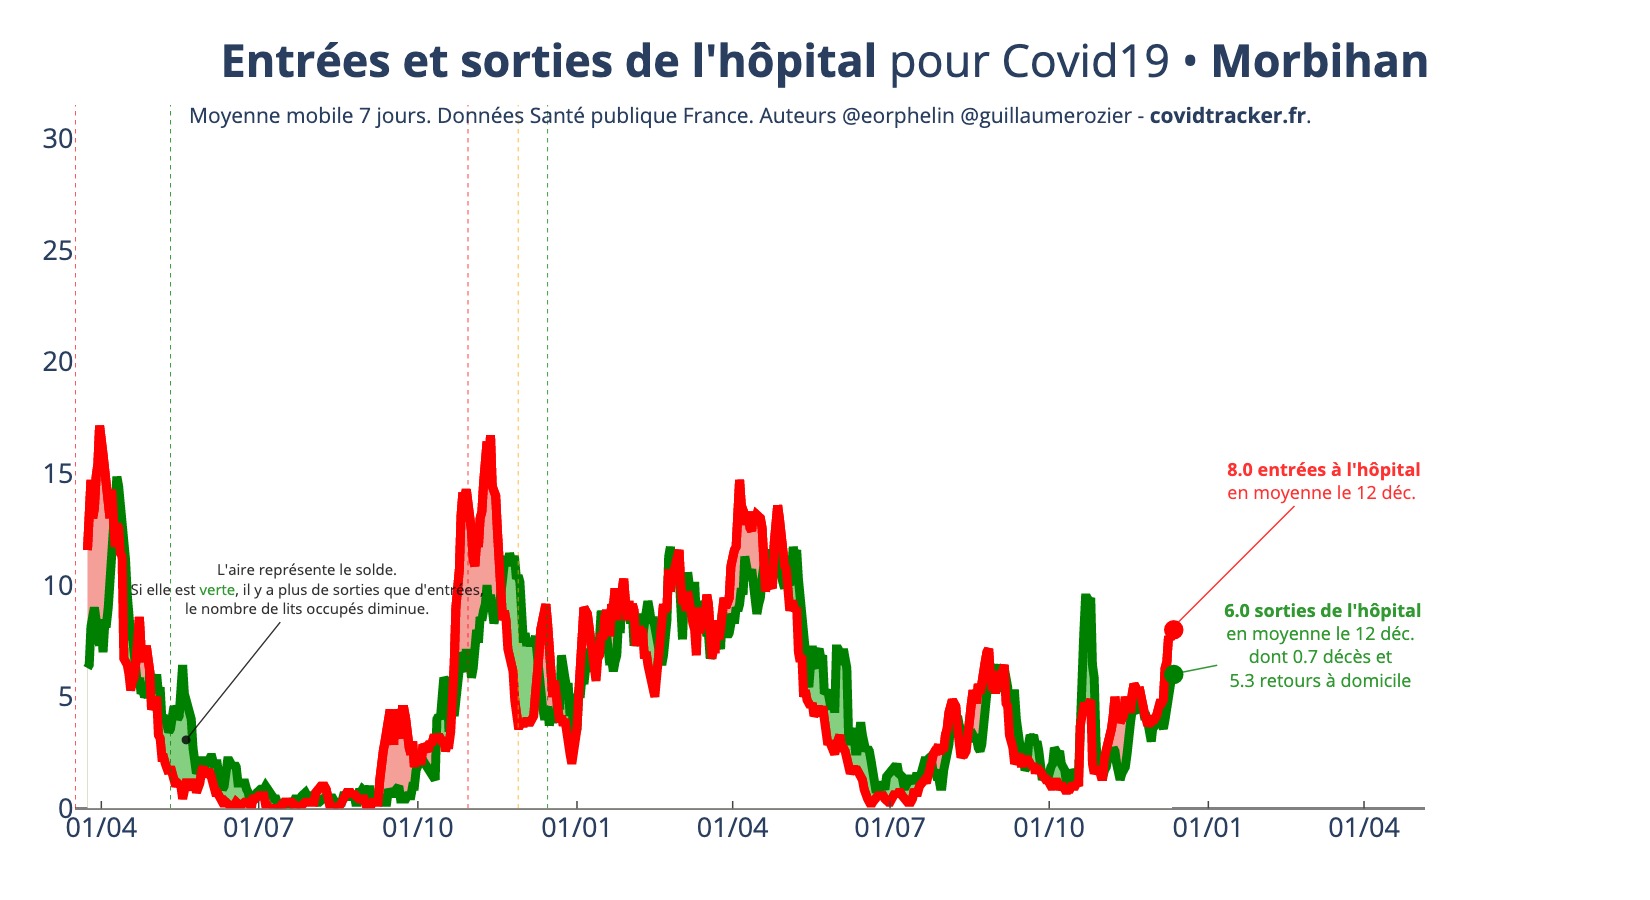 Entrées et sorties de l'hôpital pour Covid19 • Morbihan
Moyenne mobile 7 jours. Données Santé publique France. Auteurs @eorphelin @guillaumerozier - covidtracker.fr.
30
25
20
15
10
5
0
8.0 entrées à l'hôpital
en moyenne le 12 déc.
L'aire représente le solde.
Si elle est verte, il y a plus de sorties que d'entrées,
le nombre de lits occupés diminue.
6.0 sorties de l'hôpital
en moyenne le 12 déc.
dont 0.7 décès et
5.3 retours à domicile
01/04 01/07 01/10 01/01 01/04 01/07 01/10 01/01 01/04